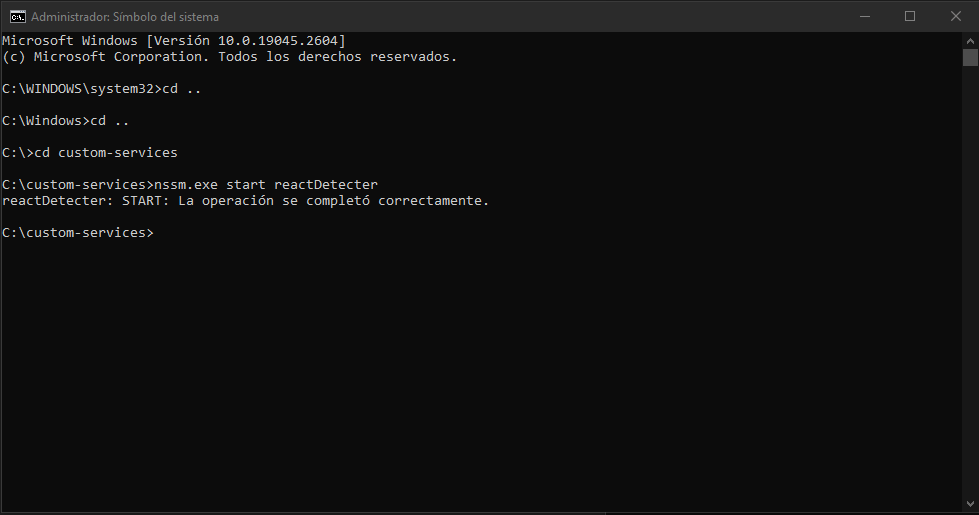 Administrador: Símbolo del sistema
Microsoft Windows [Versión 10.0.19045.2604]
(c) Microsoft Corporation. Todos los derechos reservados.
C:\WINDOWS\system32>cd ..
C:\Windows>cd ..
C:\>cd custom-services
C:\custom-services>nssm.exe start reactDetecter
reactDetecter: START: La operación se completó correctamente.
C:\custom-services>